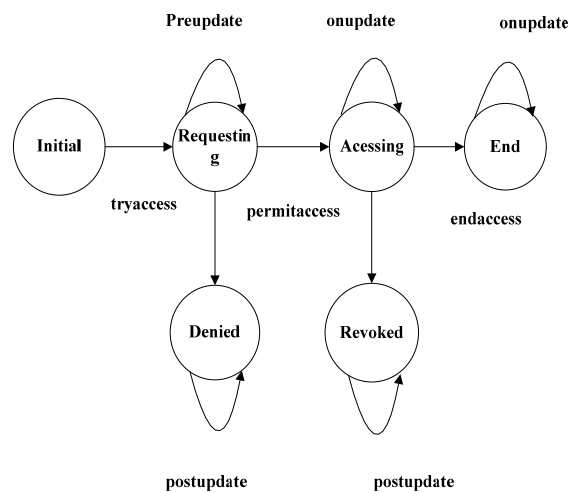 Preupdate
onupdate
onupdate
Initial
Requestin
g
Acessing
End
tryaccess
permitaccess
endaccess
Denied
Revoked
postupdate
postupdate